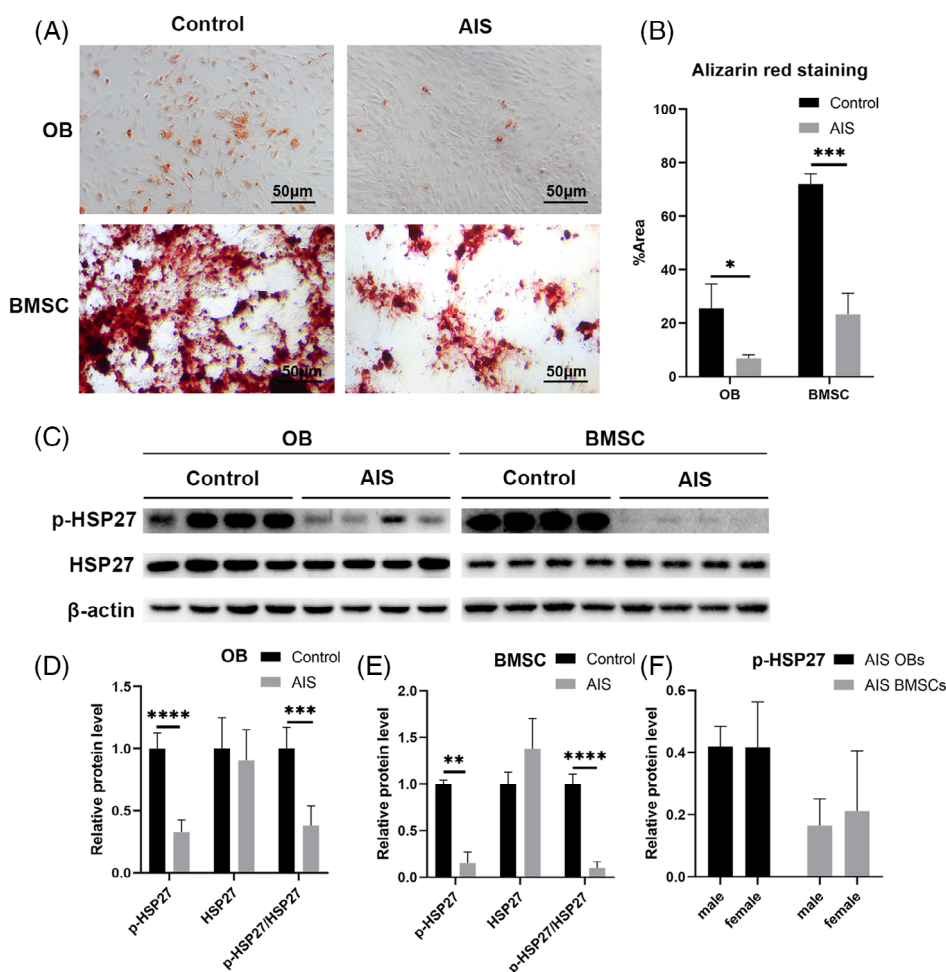 (A)
Control
AIS
OB
50μm
50μm
BMSC
50μm
50μm
(B)
Alizarin red staining
Control
AIS
%Area
100
80
60
40
20
0
*
***
OB
BMSC
(C)
OB
BMSC
Control
AIS
Control
AIS
p-HSP27
HSP27
β-actin
(D)
OB
Control
AIS
Relative protein level
1.5
1.0
0.5
0.0
****
***
p-HSP27
HSP27
p-HSP27/HSP27
(E)
BMSC
Control
AIS
Relative protein level
2.0
1.5
1.0
0.5
0.0
**
****
p-HSP27
HSP27
p-HSP27/HSP27
(F)
p-HSP27
AIS OBs
AIS BMSCs
Relative protein level
0.6
0.4
0.2
0.0
male
female
male
female